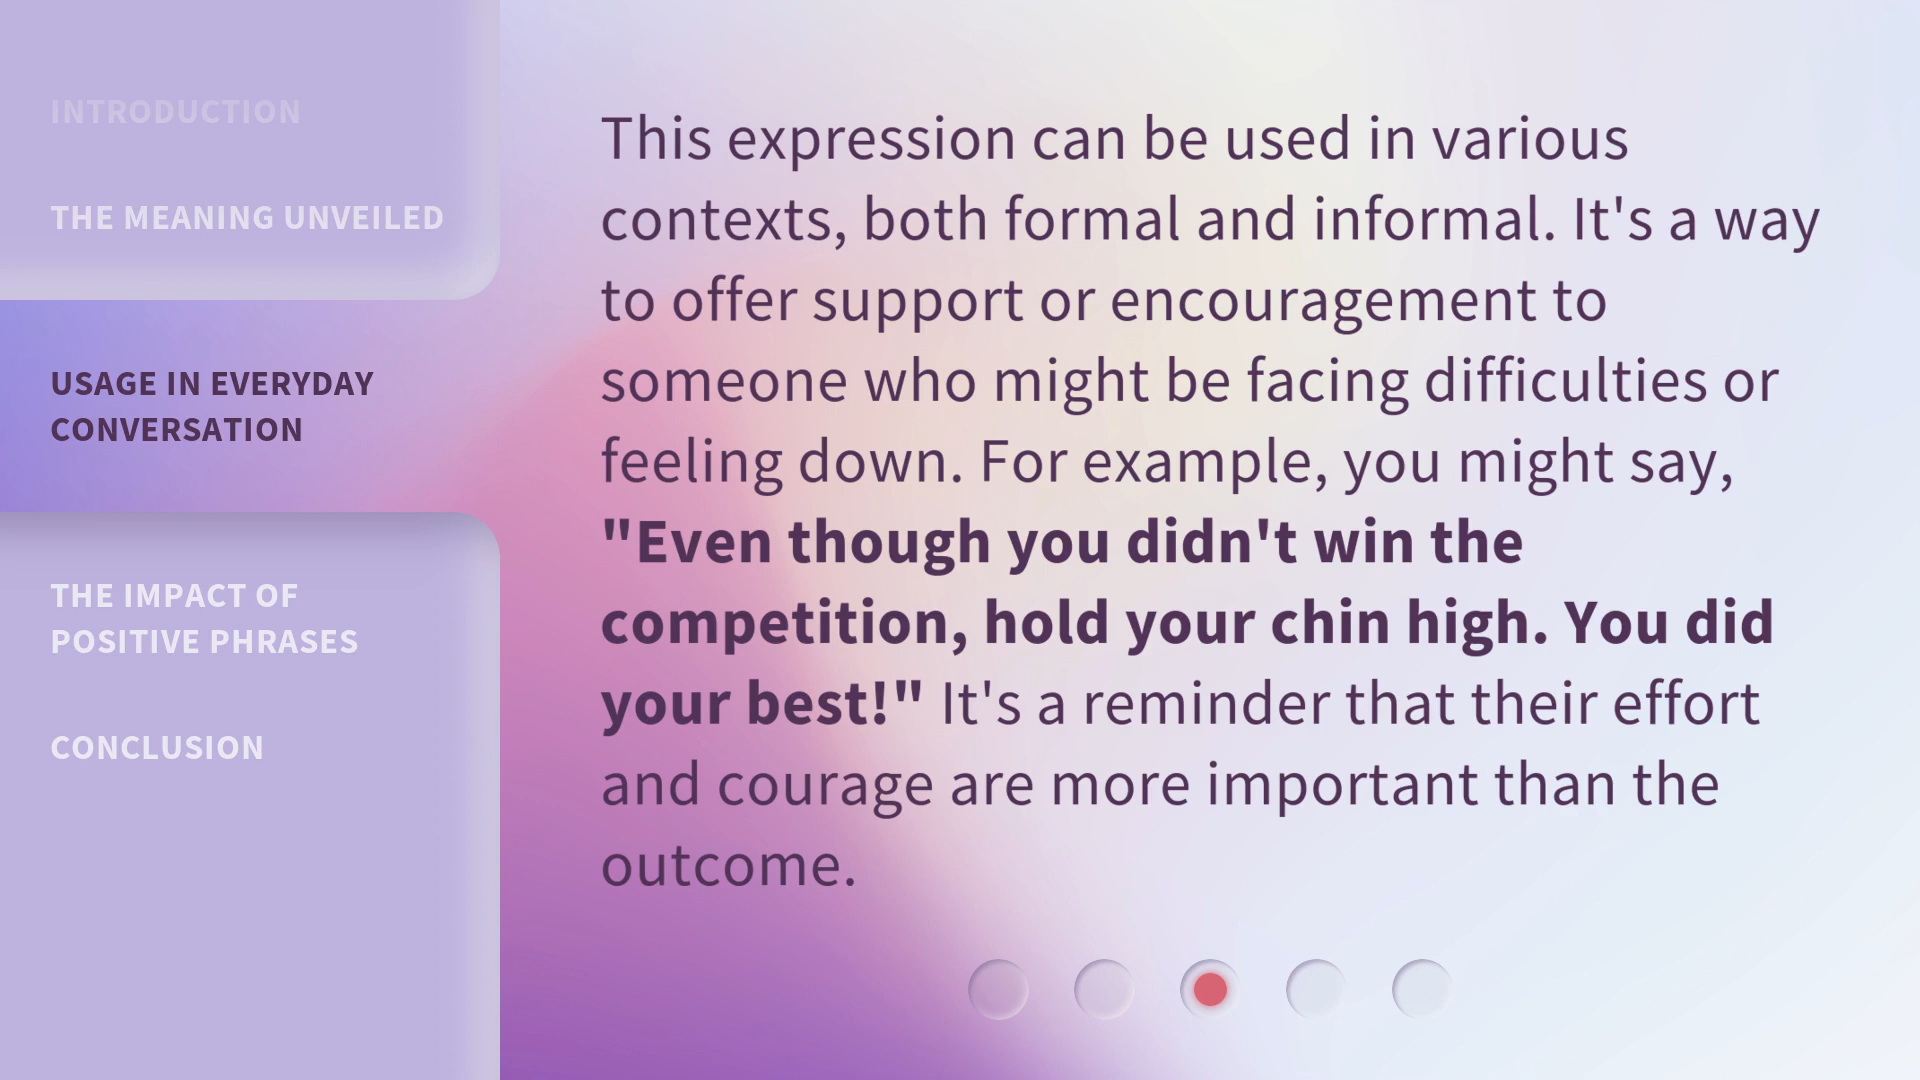 INTRODUCTION
THE MEANING UNVEILED
USAGE IN EVERYDAY
CONVERSATION
THE IMPACT OF
POSITIVE PHRASES
CONCLUSION
This expression can be used in various
contexts, both formal and informal. It's a way
to offer support or encouragement to
someone who might be facing difficulties or
feeling down. For example, you might say,
"Even though you didn't win the
competition, hold your chin high. You did
your best!" It's a reminder that their effort
and courage are more important than the
outcome.